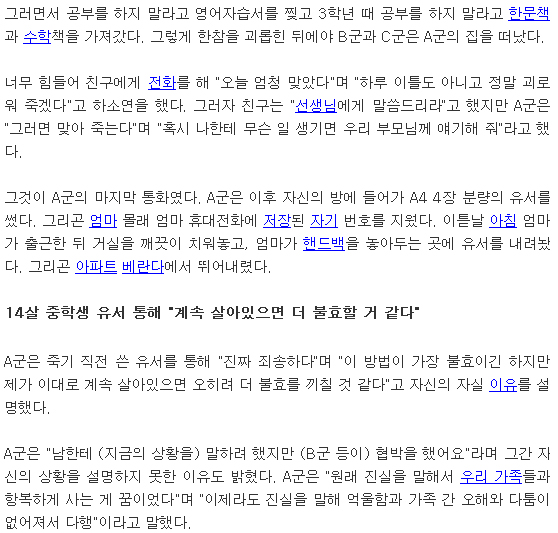 그러면서 공부를 하지 말라고 영어자습서를 찢고 3학년 때 공부를 하지 말라고 한문책
과 수학책을 가져갔다. 그렇게 한참을 괴롭힌 뒤에야 B군과 C군은 A군의 집을 떠났다.
너무 힘들어 친구에게 전화를 해 "오늘 엄청 맞았다"며 "하루 이틀도 아니고 정말 괴로
워 죽겠다"고 하소연을 했다. 그러자 친구는 "선생님에게 말씀드리라"고 했지만 A군은
"그러면 맞아 죽는다"며 "혹시 나한테 무슨 일 생기면 우리 부모님께 얘기해 줘"라고 했
다.
그것이 A군의 마지막 통화였다. A군은 이후 자신의 방에 들어가 A4 4장 분량의 유서를
썼다. 그리곤 엄마 몰래 엄마 휴대전화에 저장된 자기 번호를 지웠다. 이튿날 아침 엄마
가 출근한 뒤 거실을 깨끗이 치워놓고, 엄마가 핸드백을 놓아두는 곳에 유서를 내려놨
다. 그리곤 아파트 베란다에서 뛰어내렸다.
14살 중학생 유서 통해 "계속 살아있으면 더 불효할 거 같다"
A군은 죽기 직전 쓴 유서를 통해 "진짜 죄송하다"며 "이 방법이 가장 불효이긴 하지만
제가 이대로 계속 살아있으면 오히려 더 불효를 끼칠 것 같다"고 자신의 자실 이유를 설
명했다.
A군은 "남한테 (지금의 상황을) 말하려 했지만 (B군 등이) 협박을 했어요"라며 그간 자
신의 상황을 설명하지 못한 이유도 밝혔다. A군은 "원래 진실을 말해서 우리 가족들과
항복하게 사는 게 꿈이었다"며 "이제라도 진실을 말해 억울함과 가족 간 오해와 다툼이
없어져서 다행"이라고 말했다.